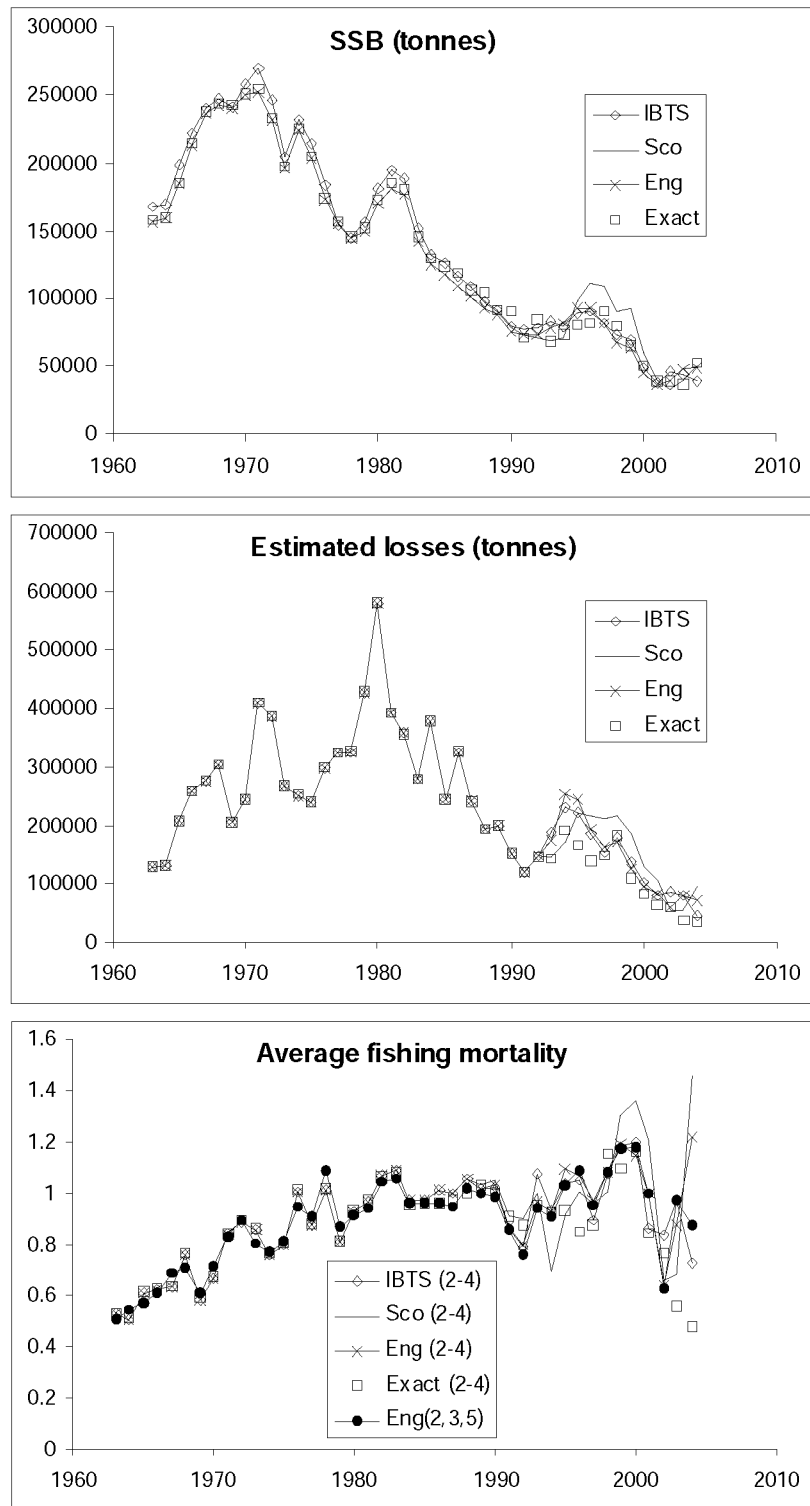 SSB (tonnes)
300000
250000
200000
150000
100000
50000
0
1960
1970
1980
1990
2000
2010
IBTS
Sco
Eng
Exact
Estimated losses (tonnes)
700000
600000
500000
400000
300000
200000
100000
0
1960
1970
1980
1990
2000
2010
IBTS
Sco
Eng
Exact
Average fishing mortality
1.6
1.4
1.2
1
0.8
0.6
0.4
0.2
0
1960
1970
1980
1990
2000
2010
IBTS (2-4)
Sco (2-4)
Eng (2-4)
Exact (2-4)
Eng(2,3,5)